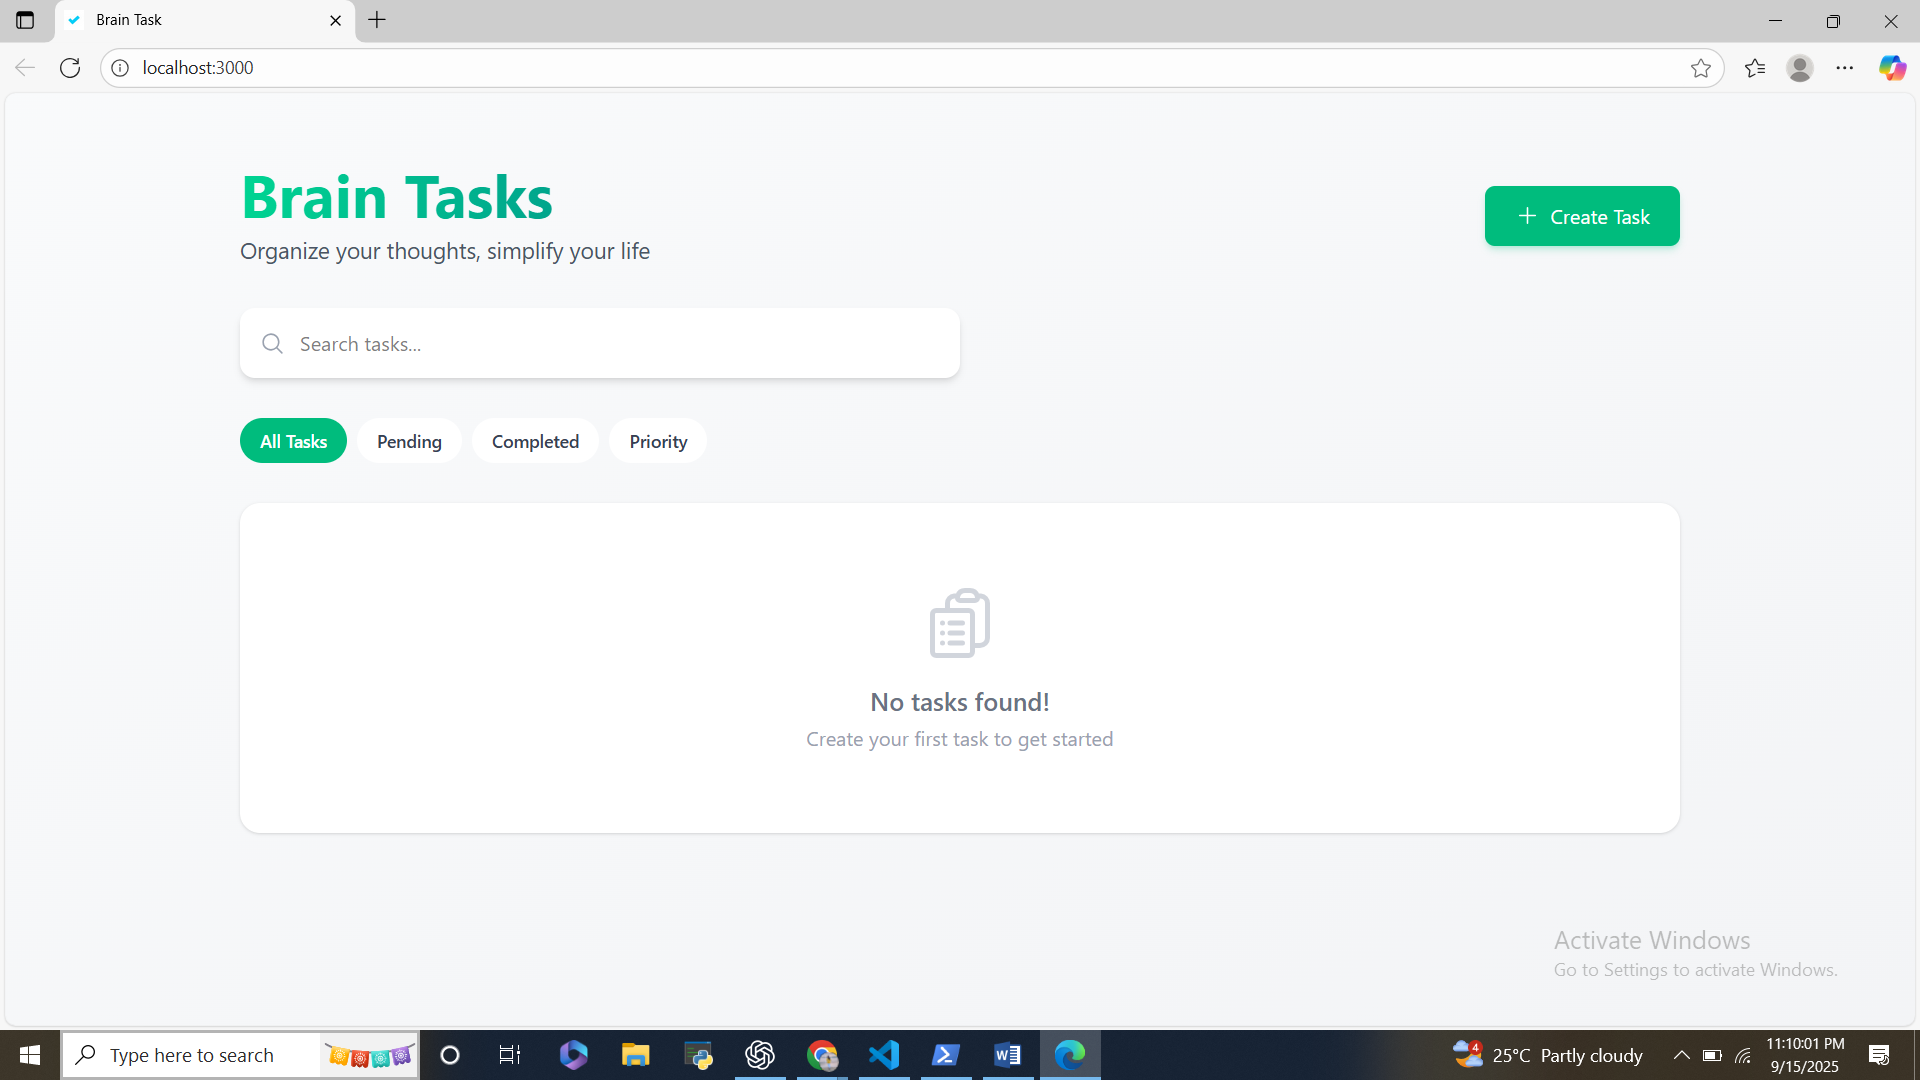 Brain Task
localhost:3000
Brain Tasks
Organize your thoughts, simplify your life
Create Task
Search tasks...
All Tasks
Pending
Completed
Priority
No tasks found!
Create your first task to get started
Activate Windows
Go to Settings to activate Windows.
Type here to search
4
25°C Partly cloudy
11:10:01 PM
9/15/2025